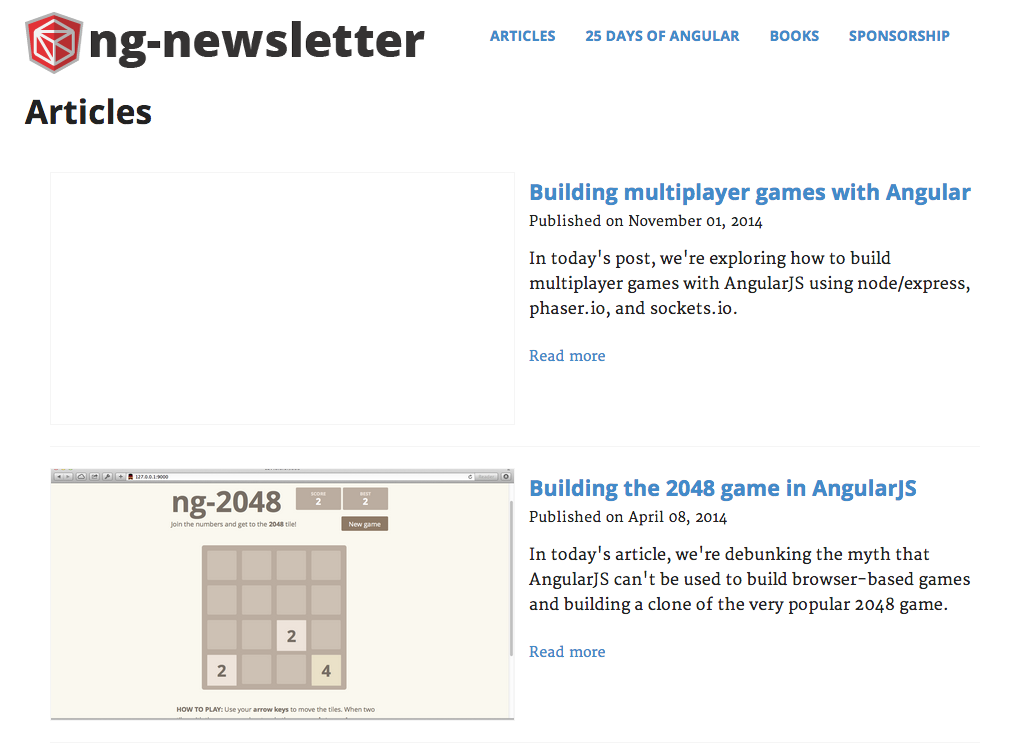 ng-newsletter
ARTICLES 25 DAYS OF ANGULAR BOOKS SPONSORSHIP
Articles
Building multiplayer games with Angular
Published on November 01, 2014
In today's post, we're exploring how to build
multiplayer games with AngularJS using node/express,
phaser.io, and sockets.io.
Read more
127.0.0.1:9000
ng-2048
SCORE
2
BEST
2
Join the numbers and get to the 2048 tile!
New game
2
2
4
HOW TO PLAY: Use your arrow keys to move the tiles. When two
Building the 2048 game in AngularJS
Published on April 08, 2014
In today's article, we're debunking the myth that
AngularJS can't be used to build browser-based games
and building a clone of the very popular 2048 game.
Read more